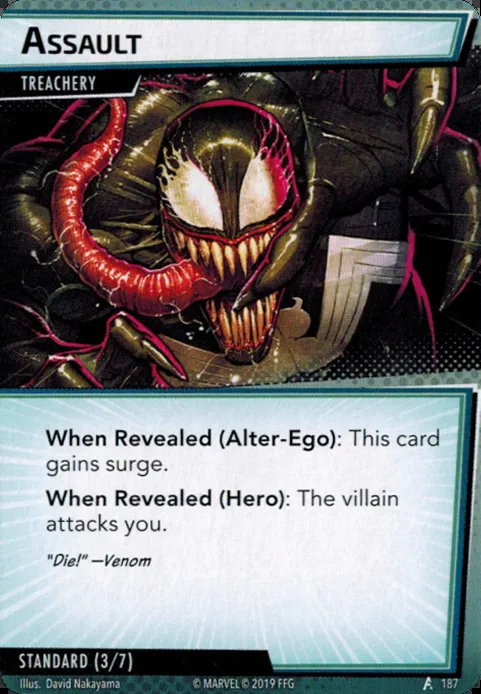 ASSAULT
TREACHERY
When Revealed (Alter-Ego): This card
gains surge.
When Revealed (Hero): The villain
attacks you.
"Die!" —Venom
STANDARD (3/7)
Illus. David Nakayama
© MARVEL © 2019 FFG
187